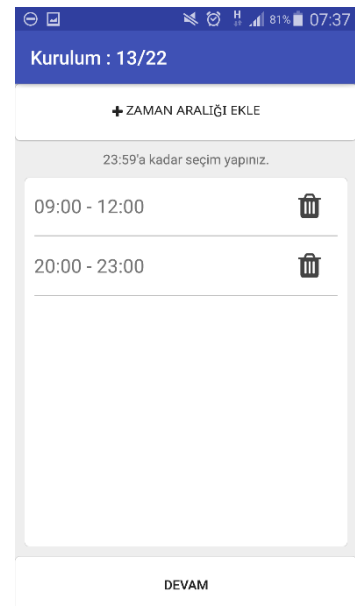 H 81% 07:37
Kurulum : 13/22
+ ZAMAN ARALIĞI EKLE
23:59'a kadar seçim yapınız.
09:00 - 12:00
20:00 - 23:00
DEVAM